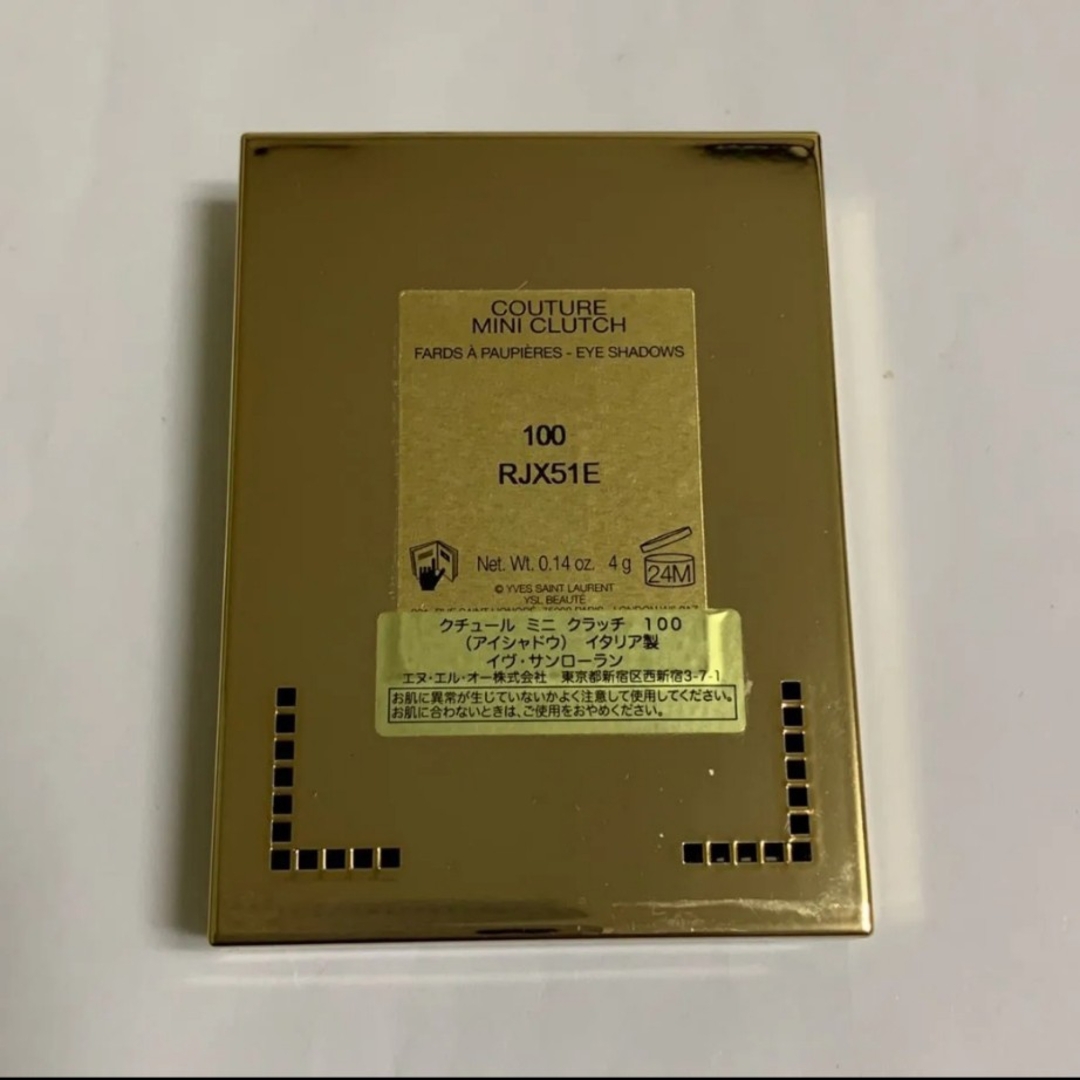 COUTURE
MINI CLUTCH
FARDS À PAUPIÈRES - EYE SHADOWS
100
RJX51E
Net. Wt. 0.14 oz. 4 g
24M
© YVES SAINT LAURENT
YSL BEAUTÉ
クチュール ミニ クラッチ 100
(アイシャドウ) イタリア製
イヴ・サンローラン
エヌ・エル・オー株式会社 東京都新宿区西新宿3-7-1
お肌に異常が生じていないかよく注意して使用してください。
お肌に合わないときは、ご使用をおやめください。